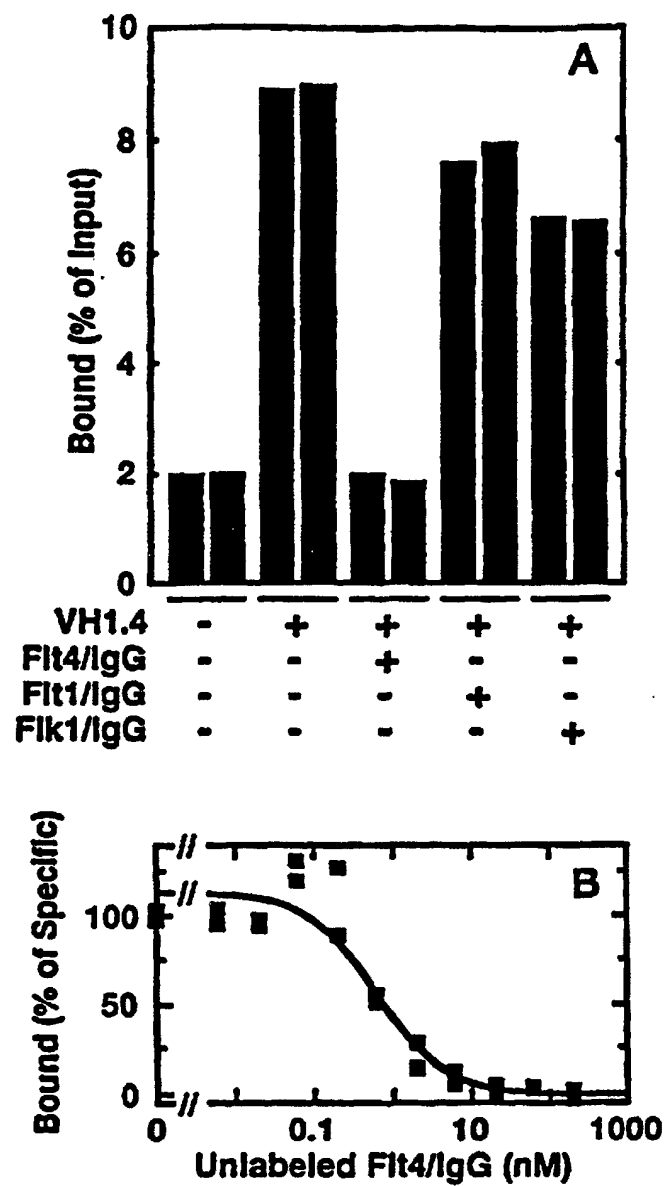 A
10
8
6
4
2
0
Bound (% of Input)
VH1.4 - + + + +
Flt4/IgG - - + - -
Flt1/IgG - - - + -
Flk1/IgG - - - - +
B
100
50
0
Bound (% of Specific)
0 0.1 10 1000
Unlabeled Flt4/IgG (nM)